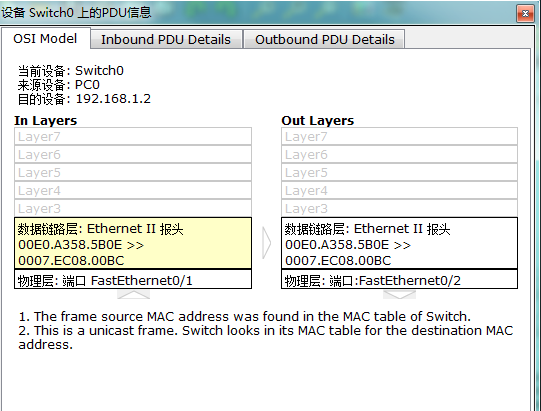 设备 Switch0 上的PDU信息
OSI Model
Inbound PDU Details
Outbound PDU Details
当前设备: Switch0
来源设备: PC0
目的设备: 192.168.1.2
In Layers
Layer7
Layer6
Layer5
Layer4
Layer3
数据链路层: Ethernet II 报头
00E0.A358.5B0E >>
0007.EC08.00BC
物理层: 端口 FastEthernet0/1
Out Layers
Layer7
Layer6
Layer5
Layer4
Layer3
数据链路层: Ethernet II 报头
00E0.A358.5B0E >>
0007.EC08.00BC
物理层: 端口:FastEthernet0/2
1. The frame source MAC address was found in the MAC table of Switch.
2. This is a unicast frame. Switch looks in its MAC table for the destination MAC
address.